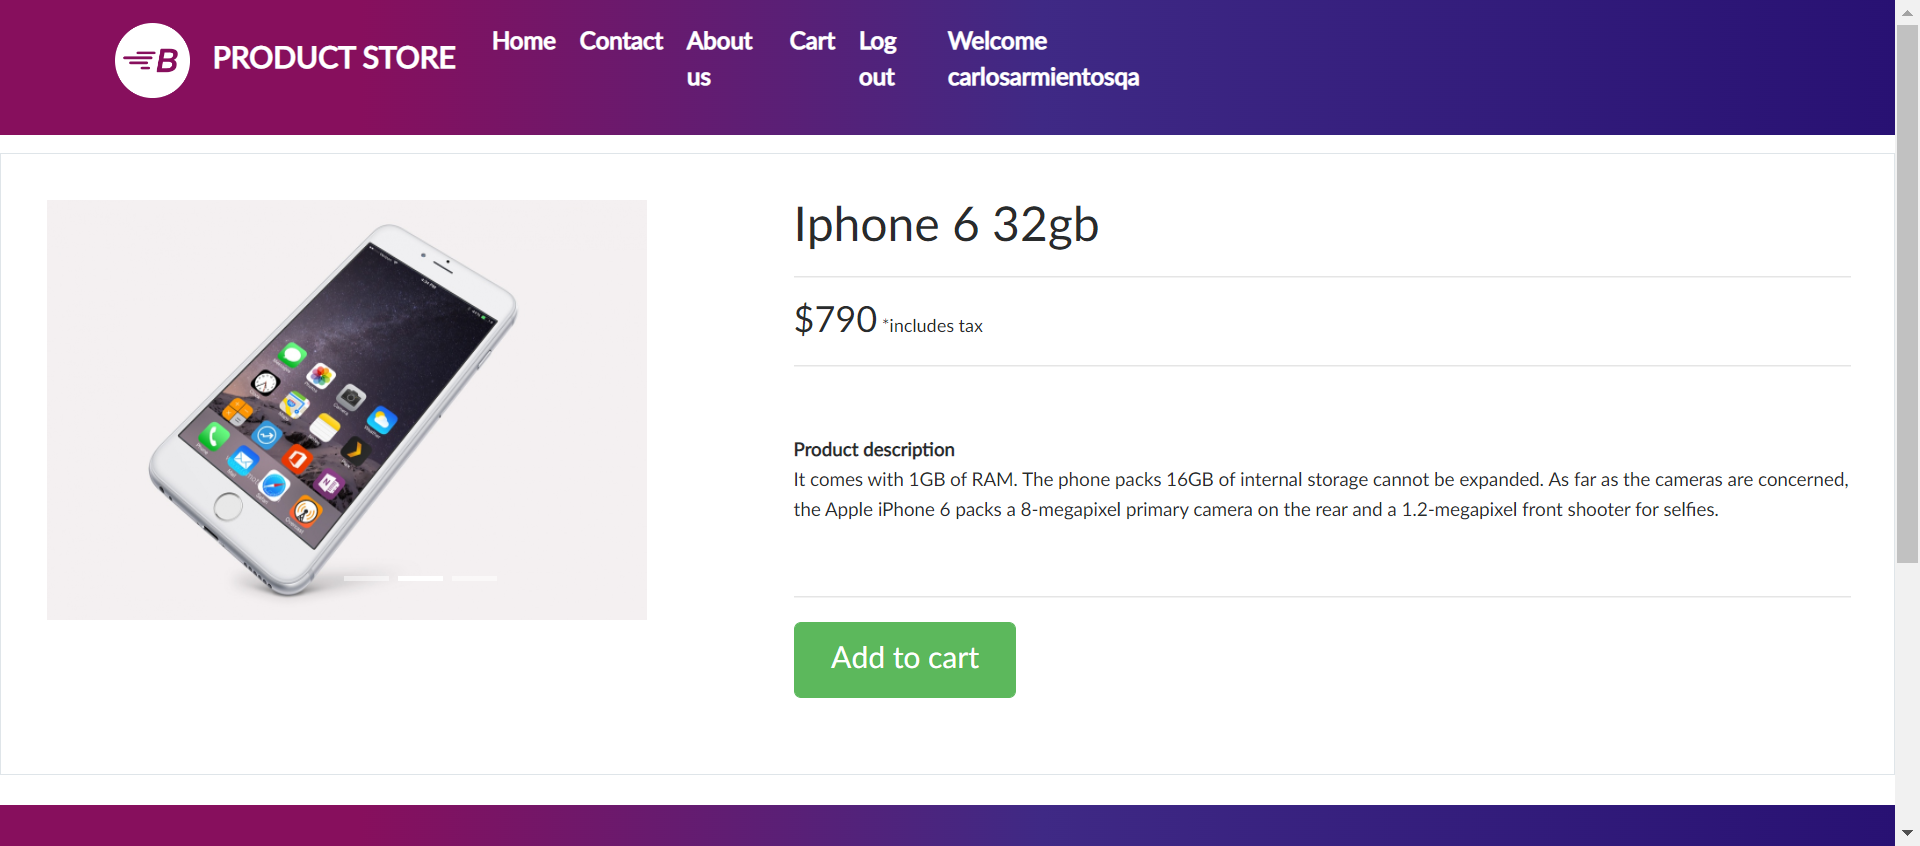 B PRODUCT STORE
Home Contact About us Cart Log out Welcome carlosarmientosqa
Iphone 6 32gb
$790 *includes tax
Product description
It comes with 1GB of RAM. The phone packs 16GB of internal storage cannot be expanded. As far as the cameras are concerned,
the Apple iPhone 6 packs a 8-megapixel primary camera on the rear and a 1.2-megapixel front shooter for selfies.
Add to cart